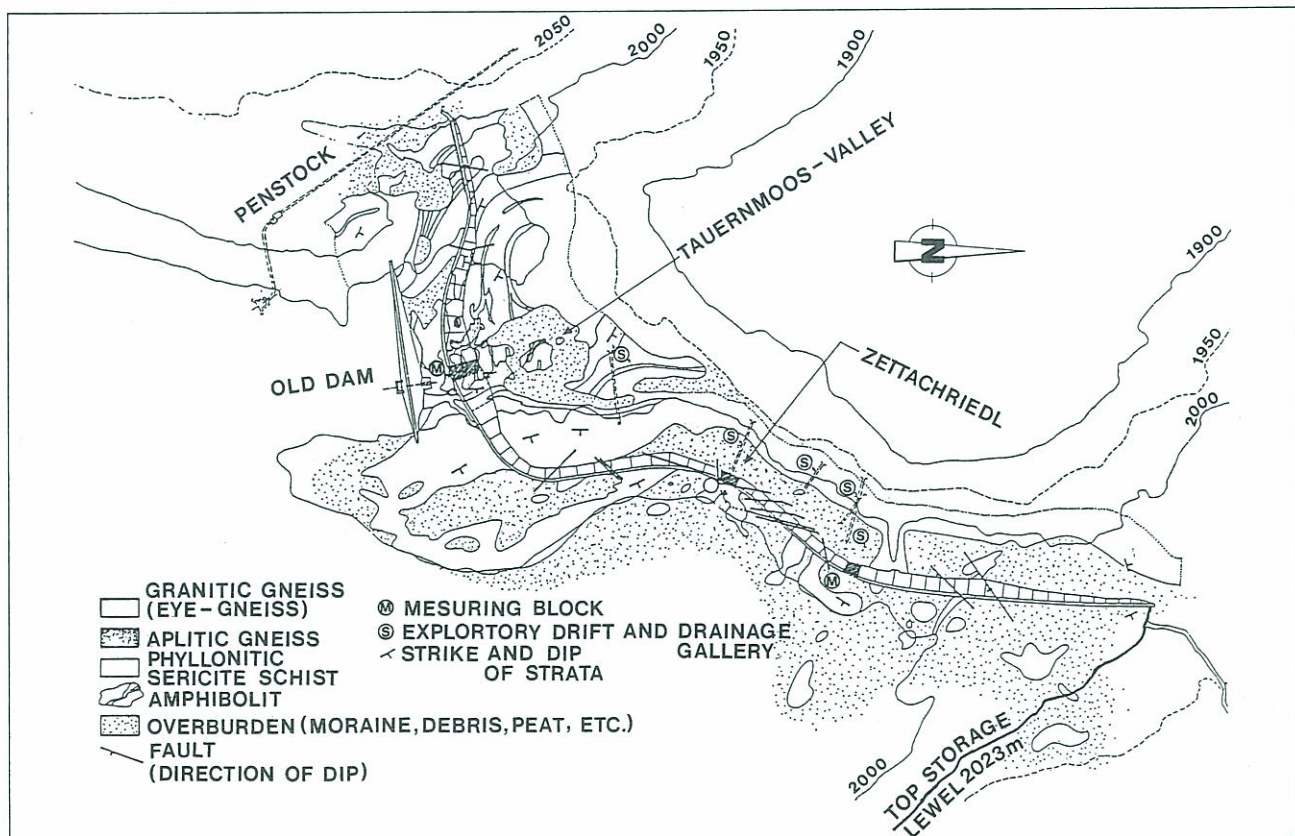 2050
2000
1950
1900
PENSTOCK
TAUERNMOOS-VALLEY
N
1900
1950
2000
OLD DAM
ZETTACHRIEDL
M
S
S
S
S
S
M
GRANITIC GNEISS
(EYE-GNEISS)
APLITIC GNEISS
PHYLLONITIC
SERICITE SCHIST
AMPHIBOLIT
OVERBURDEN (MORAINE, DEBRIS, PEAT, ETC.)
FAULT
(DIRECTION OF DIP)
M MESURING BLOCK
S EXPLORTORY DRIFT AND DRAINAGE
GALLERY
STRIKE AND DIP
OF STRATA
2000
TOP STORAGE
LEWEL 2023m